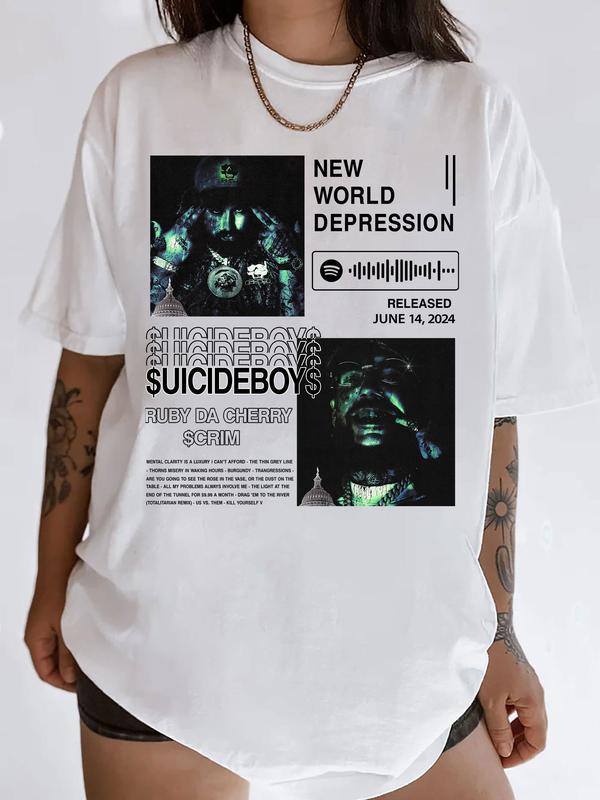 NEW
WORLD
DEPRESSION
RELEASED
JUNE 14, 2024
$UICIDEBOY$
$UICIDEBOY$
$UICIDEBOY$
$UICIDEBOY$
RUBY DA CHERRY
$CRIM
MENTAL CLARITY IS A LUXURY I CAN'T AFFORD - THE THIN GREY LINE
- THORNS MISERY IN WAKING HOURS - BURGUNDY - TRANGRESSIONS -
ARE YOU GOING TO SEE THE ROSE IN THE VASE, OR THE DUST ON THE
TABLE - ALL MY PROBLEMS ALWAYS INVOLVE ME - THE LIGHT AT THE
END OF THE TUNNEL FOR $9.99 A MONTH - DRAG 'EM TO THE RIVER
(TOTALITARIAN REMIX) - US VS. THEM - KILL YOURSELF V